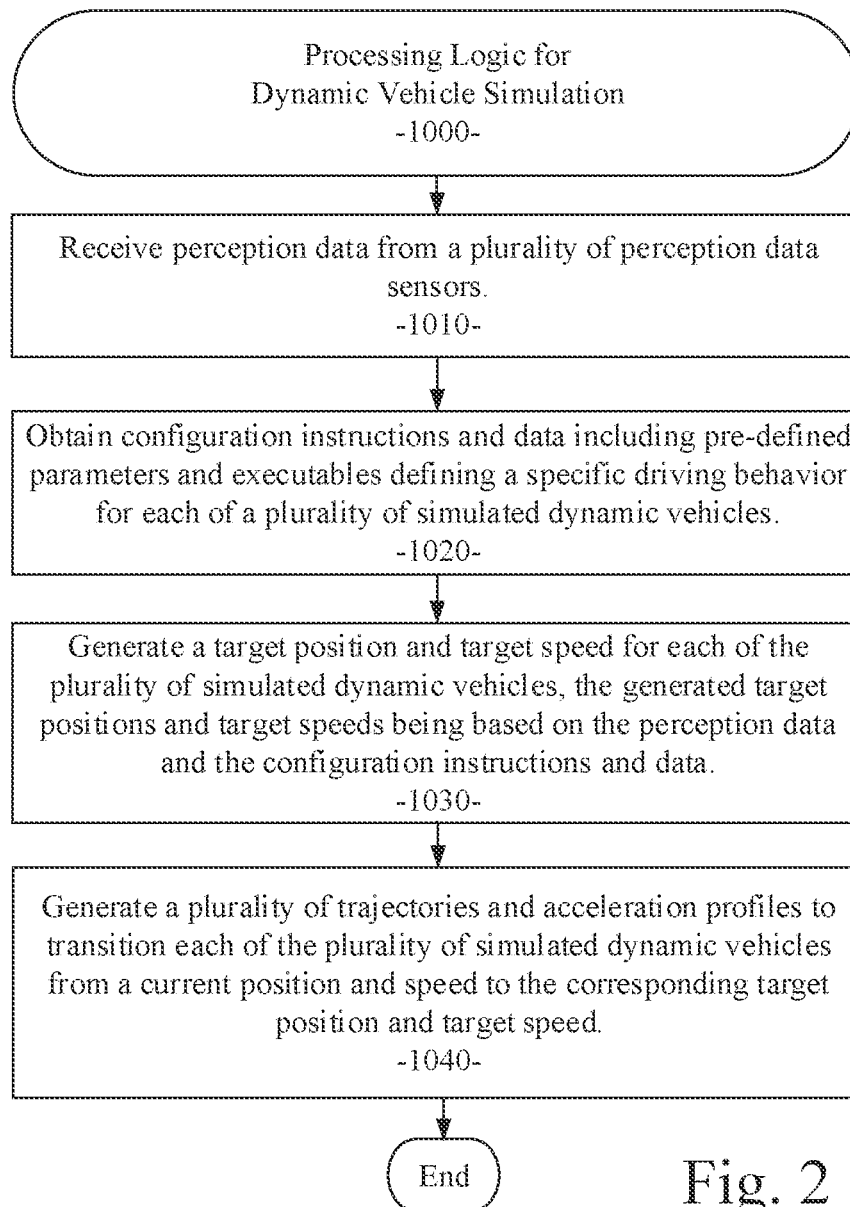 Processing Logic for
Dynamic Vehicle Simulation
-1000-
Receive perception data from a plurality of perception data
sensors.
-1010-
Obtain configuration instructions and data including pre-defined
parameters and executables defining a specific driving behavior
for each of a plurality of simulated dynamic vehicles.
-1020-
Generate a target position and target speed for each of the
plurality of simulated dynamic vehicles, the generated target
positions and target speeds being based on the perception data
and the configuration instructions and data.
-1030-
Generate a plurality of trajectories and acceleration profiles to
transition each of the plurality of simulated dynamic vehicles
from a current position and speed to the corresponding target
position and target speed.
-1040-
End
Fig. 2